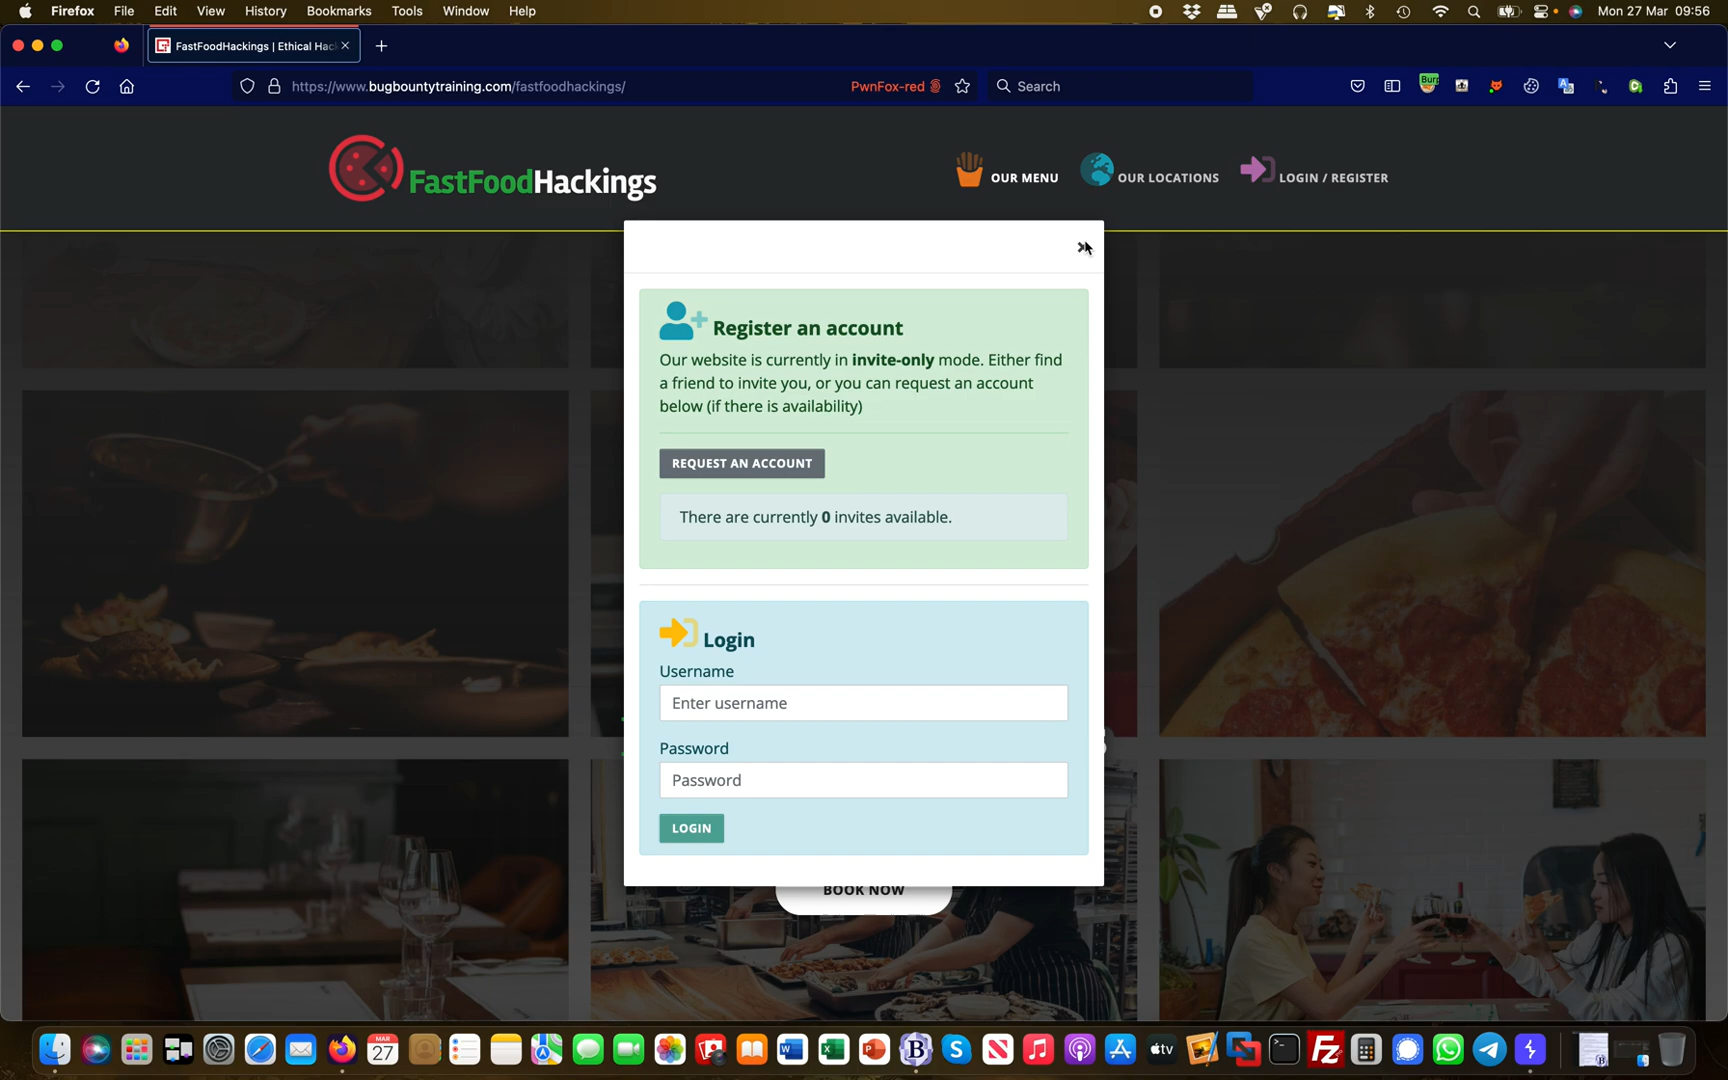 Firefox File Edit View History Bookmarks Tools Window Help Mon 27 Mar 09:56
FastFoodHackings | Ethical Hac
https://www.bugbountytraining.com/fastfoodhackings/ PwnFox-red Search Burp
FastFoodHackings
OUR MENU OUR LOCATIONS LOGIN / REGISTER
Register an account
Our website is currently in invite-only mode. Either find
a friend to invite you, or you can request an account
below (if there is availability)
REQUEST AN ACCOUNT
There are currently 0 invites available.
Login
Username
Enter username
Password
Password
LOGIN
BOOK NOW
MAR
27
tv